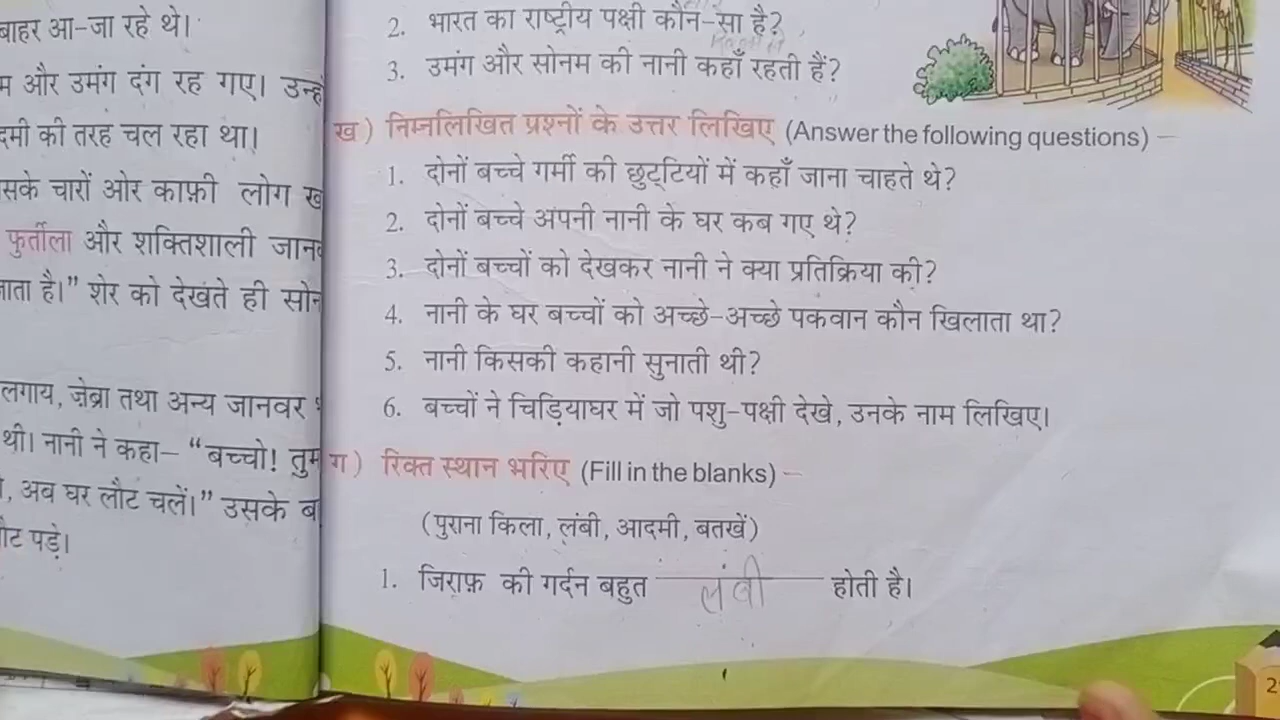 बाहर आ-जा रहे थे।
और उमंग दंग रह गए। उन्हें
दमी की तरह चल रहा था।
सके चारों ओर काफ़ी लोग ख
फुर्तीला और शक्तिशाली जानव
जाता है।” शेर को देखते ही सोन
लगाय, ज़ेब्रा तथा अन्य जानवर
थी। नानी ने कहा– “बच्चो! तुम
, अब घर लौट चलें।” उसके ब
ौट पड़े।
2. भारत का राष्ट्रीय पक्षी कौन-सा है?
3. उमंग और सोनम की नानी कहाँ रहती हैं?
ख) निम्नलिखित प्रश्नों के उत्तर लिखिए (Answer the following questions) –
1. दोनों बच्चे गर्मी की छुट्टियों में कहाँ जाना चाहते थे?
2. दोनों बच्चे अपनी नानी के घर कब गए थे?
3. दोनों बच्चों को देखकर नानी ने क्या प्रतिक्रिया की?
4. नानी के घर बच्चों को अच्छे-अच्छे पकवान कौन खिलाता था?
5. नानी किसकी कहानी सुनाती थी?
6. बच्चों ने चिड़ियाघर में जो पशु-पक्षी देखे, उनके नाम लिखिए।
ग) रिक्त स्थान भरिए (Fill in the blanks) –
(पुराना किला, लंबी, आदमी, बतखें)
1. जिराफ़ की गर्दन बहुत लंबी होती है।